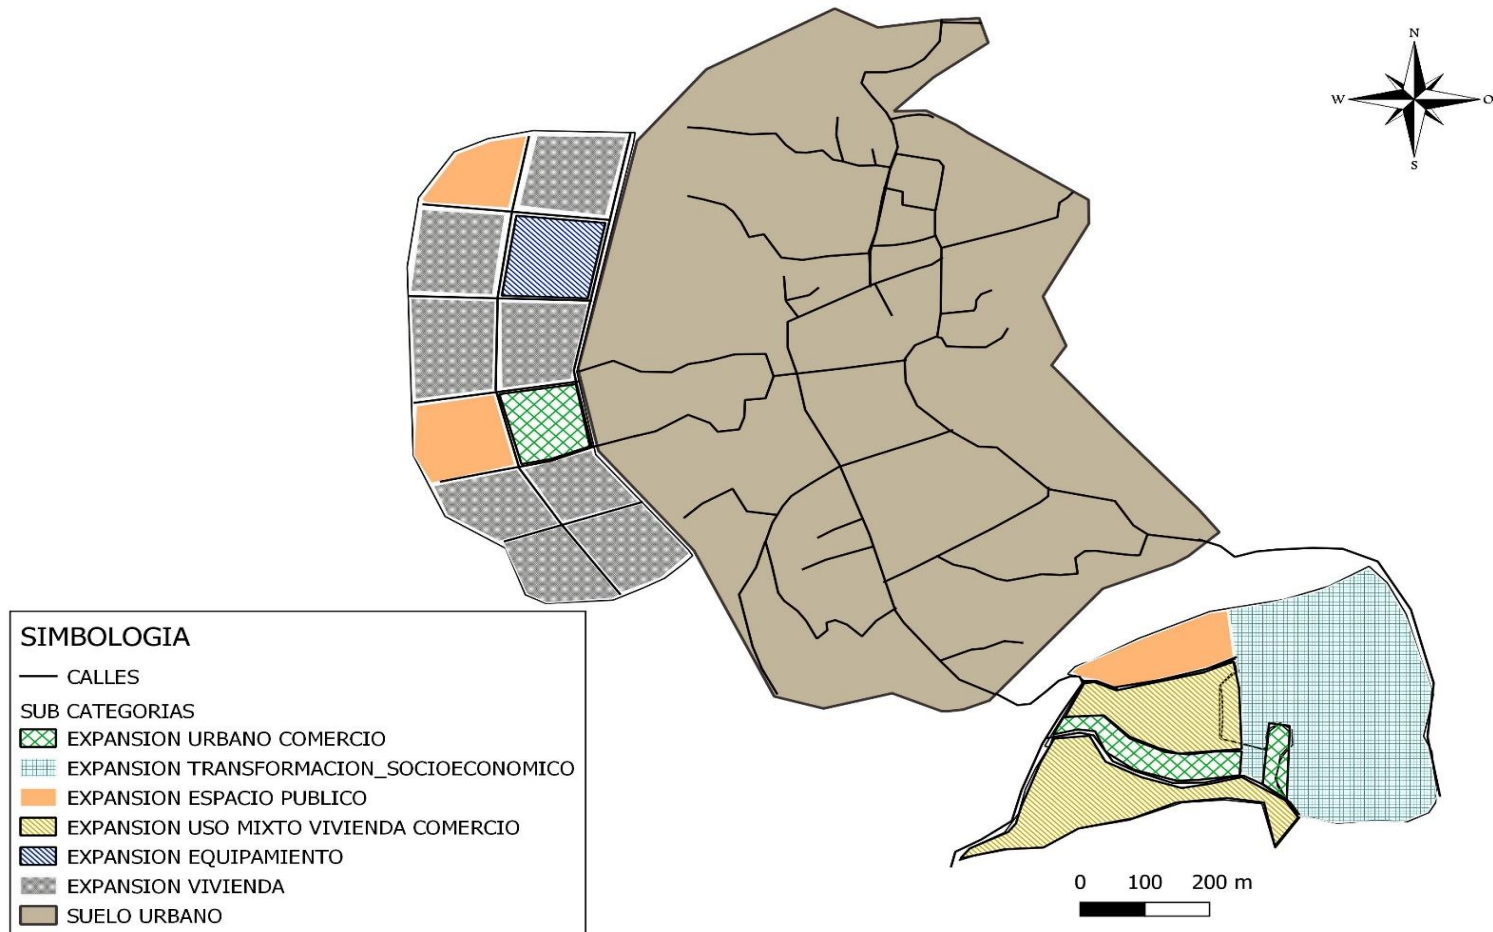 N
W
O
S
SIMBOLOGIA
CALLES
SUB CATEGORIAS
EXPANSION URBANO COMERCIO
EXPANSION TRANSFORMACION_SOCIOECONOMICO
EXPANSION ESPACIO PUBLICO
EXPANSION USO MIXTO VIVIENDA COMERCIO
EXPANSION EQUIPAMIENTO
EXPANSION VIVIENDA
SUELO URBANO
0 100 200 m